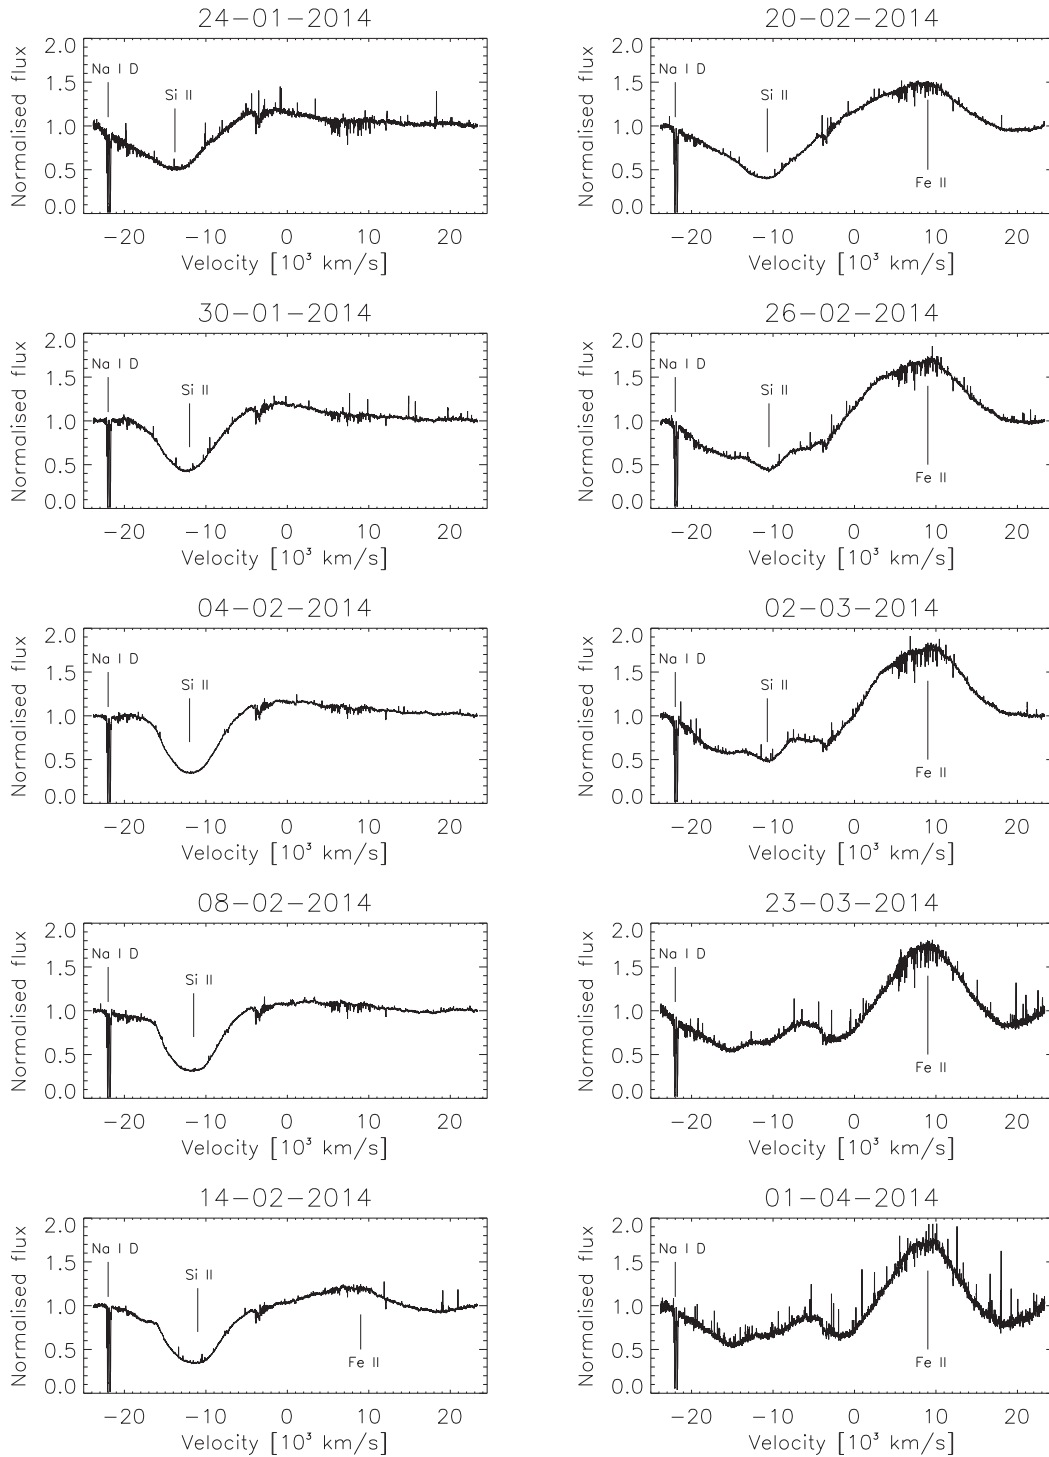 24-01-2014
2.0
1.5
1.0
0.5
0.0
Normalised flux
Na I D
Si II
-20 -10 0 10 20
Velocity [10³ km/s]
30-01-2014
2.0
1.5
1.0
0.5
0.0
Normalised flux
Na I D
Si II
-20 -10 0 10 20
Velocity [10³ km/s]
04-02-2014
2.0
1.5
1.0
0.5
0.0
Normalised flux
Na I D
Si II
-20 -10 0 10 20
Velocity [10³ km/s]
08-02-2014
2.0
1.5
1.0
0.5
0.0
Normalised flux
Na I D
Si II
-20 -10 0 10 20
Velocity [10³ km/s]
14-02-2014
2.0
1.5
1.0
0.5
0.0
Normalised flux
Na I D
Si II
Fe II
-20 -10 0 10 20
Velocity [10³ km/s]
20-02-2014
2.0
1.5
1.0
0.5
0.0
Normalised flux
Na I D
Si II
Fe II
-20 -10 0 10 20
Velocity [10³ km/s]
26-02-2014
2.0
1.5
1.0
0.5
0.0
Normalised flux
Na I D
Si II
Fe II
-20 -10 0 10 20
Velocity [10³ km/s]
02-03-2014
2.0
1.5
1.0
0.5
0.0
Normalised flux
Na I D
Si II
Fe II
-20 -10 0 10 20
Velocity [10³ km/s]
23-03-2014
2.0
1.5
1.0
0.5
0.0
Normalised flux
Na I D
Fe II
-20 -10 0 10 20
Velocity [10³ km/s]
01-04-2014
2.0
1.5
1.0
0.5
0.0
Normalised flux
Na I D
Fe II
-20 -10 0 10 20
Velocity [10³ km/s]